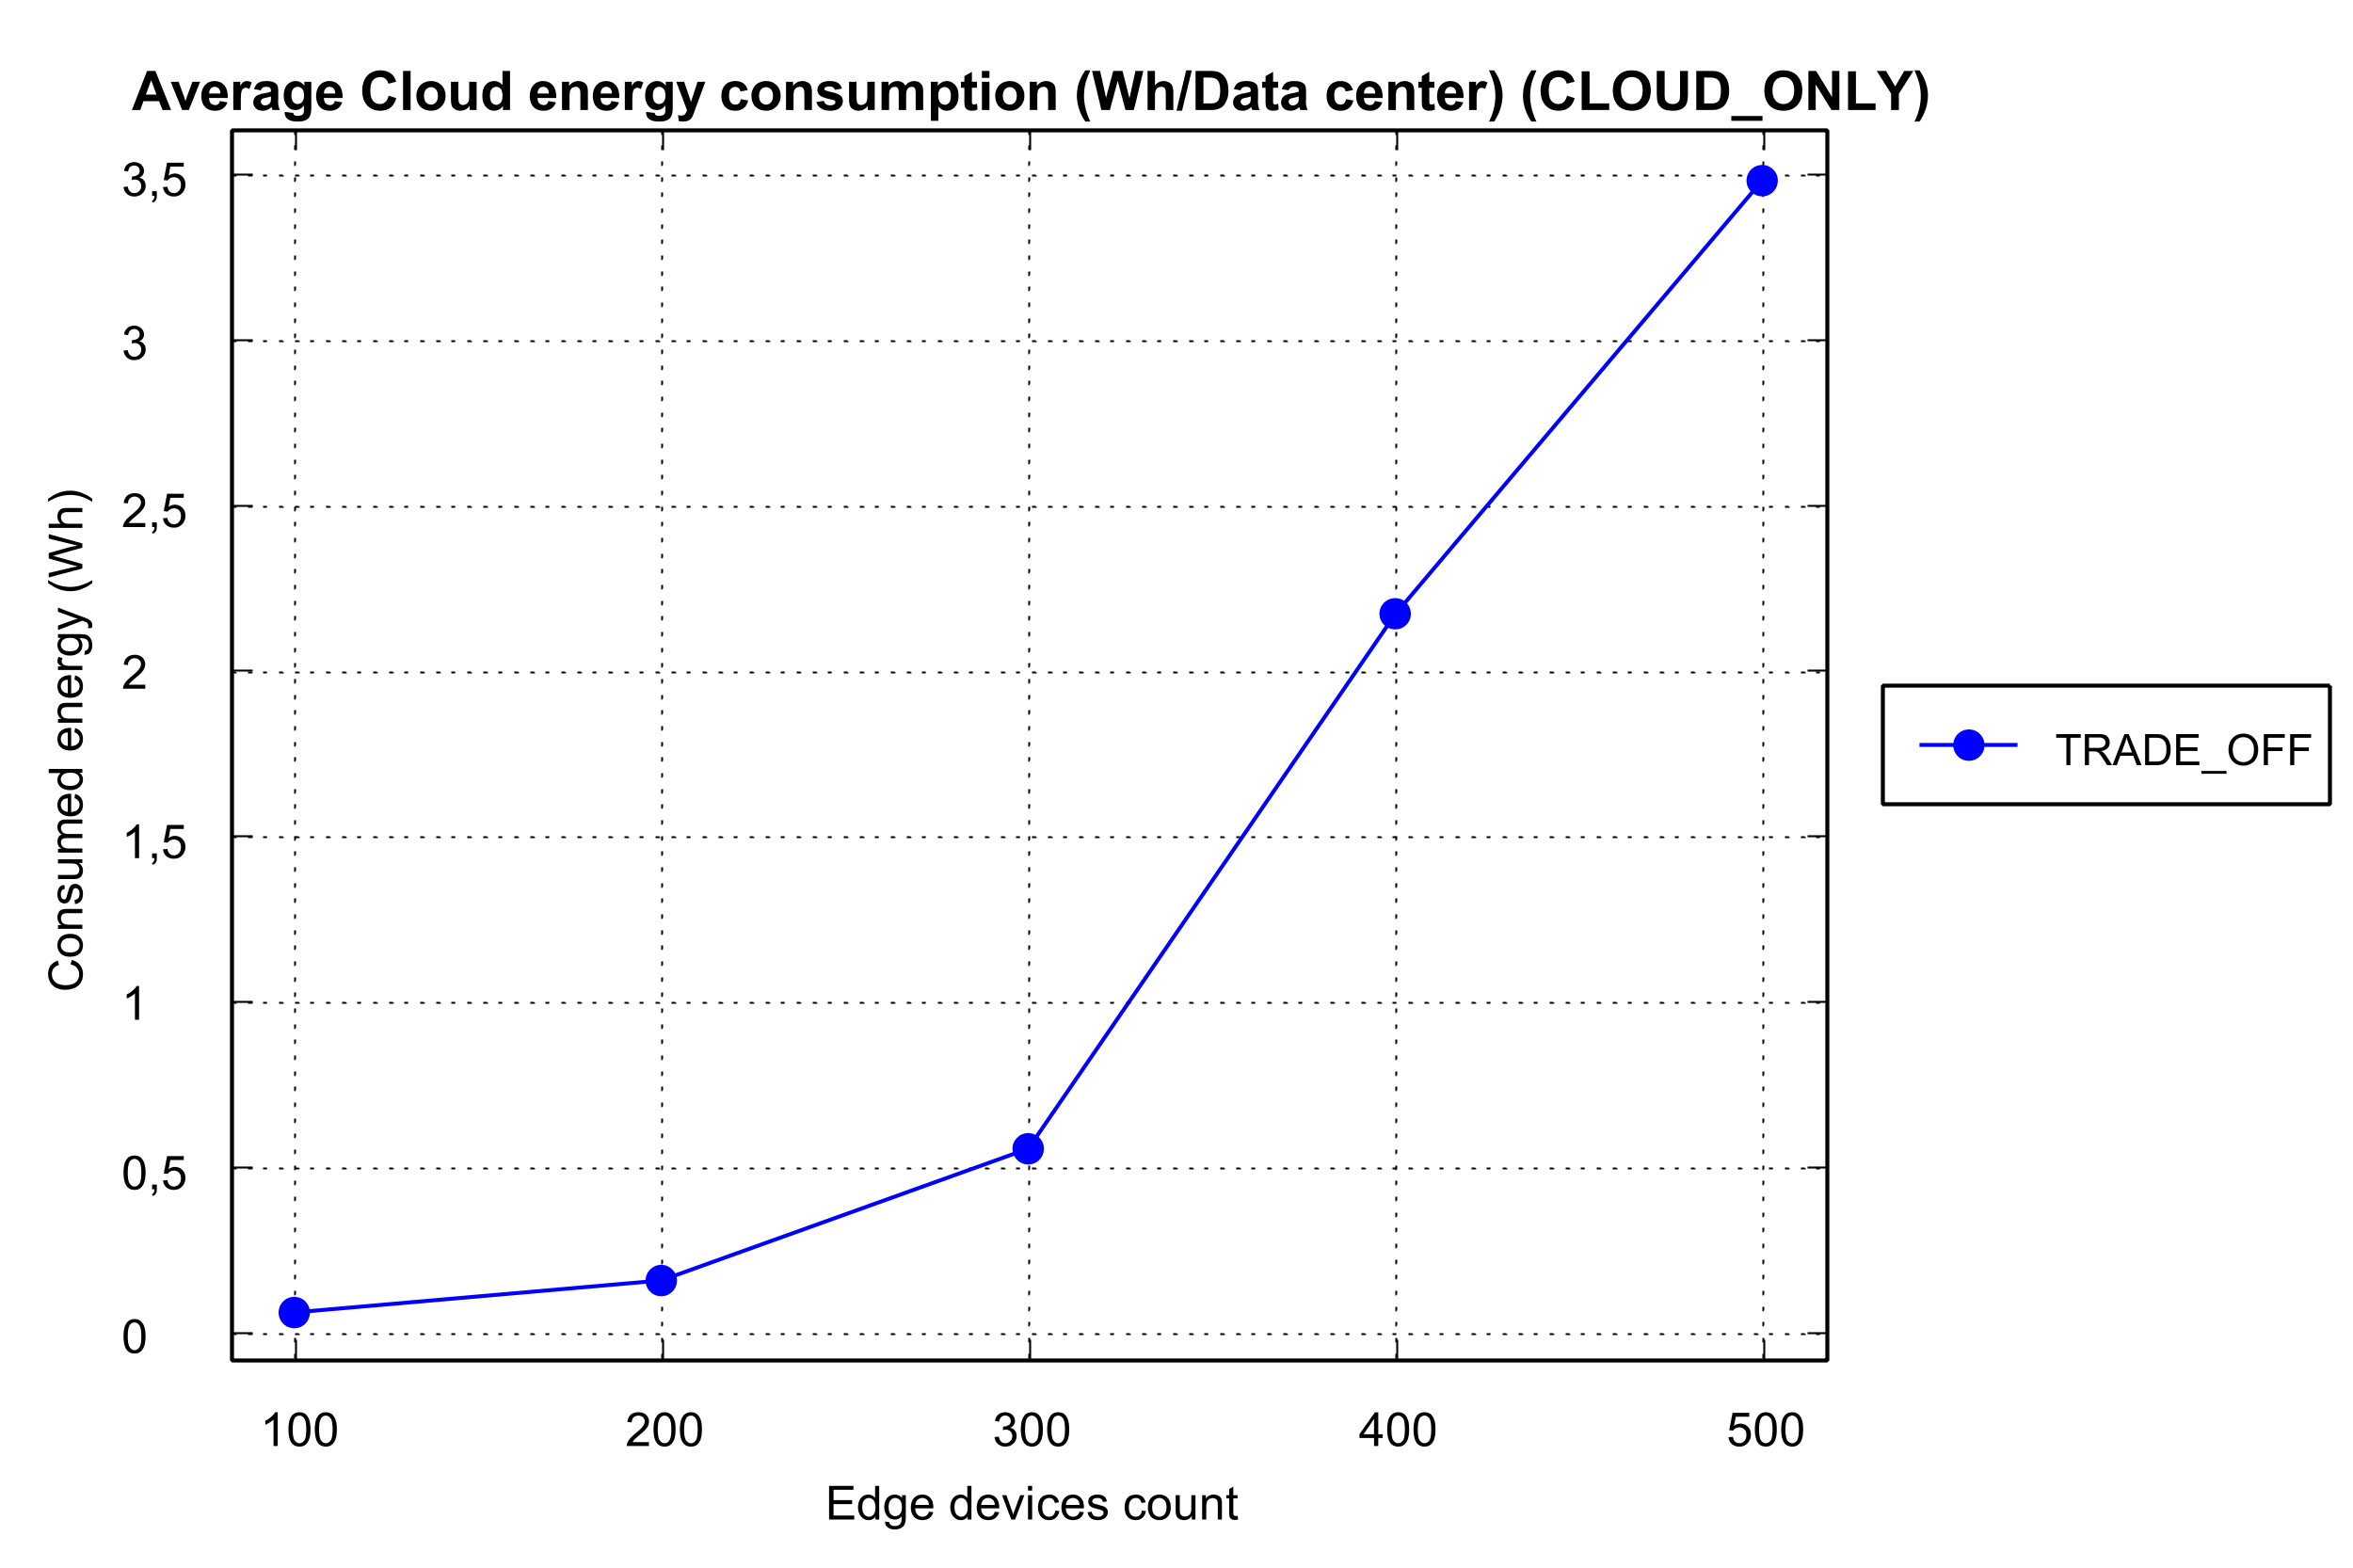 Average Cloud energy consumption (Wh/Data center) (CLOUD_ONLY)
3,5
3
2,5
2
1,5
1
0,5
0
Consumed energy (Wh)
100 200 300 400 500
Edge devices count
TRADE_OFF